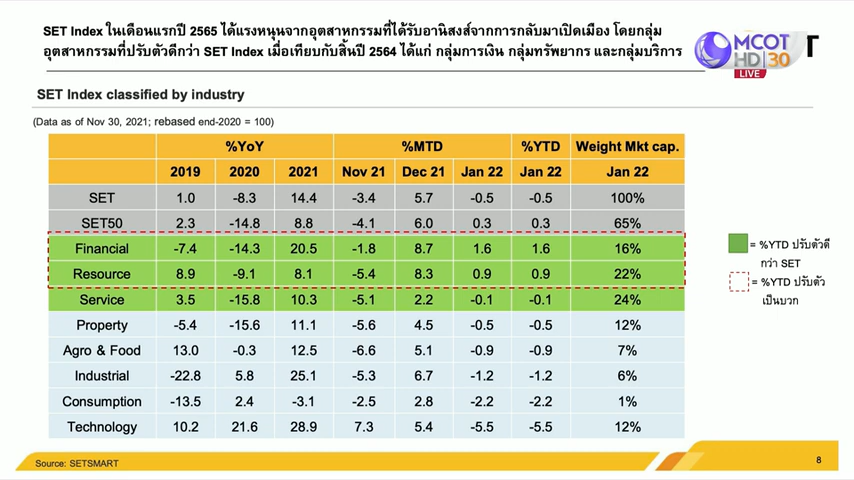 SET Index ในเดือนแรกปี 2565 ได้แรงหนุนจากอุตสาหกรรมที่ได้รับอานิสงส์จากการกลับมาเปิดเมือง โดยกลุ่ม
อุตสาหกรรมที่ปรับตัวดีกว่า SET Index เมื่อเทียบกับสิ้นปี 2564 ได้แก่ กลุ่มการเงิน กลุ่มทรัพยากร และกลุ่มบริการ
MCOT
HD 30
LIVE
T
SET Index classified by industry
(Data as of Nov 30, 2021; rebased end-2020 = 100)
%YoY %MTD %YTD Weight Mkt cap.
2019 2020 2021 Nov 21 Dec 21 Jan 22 Jan 22 Jan 22
SET 1.0 -8.3 14.4 -3.4 5.7 -0.5 -0.5 100%
SET50 2.3 -14.8 8.8 -4.1 6.0 0.3 0.3 65%
Financial -7.4 -14.3 20.5 -1.8 8.7 1.6 1.6 16%
Resource 8.9 -9.1 8.1 -5.4 8.3 0.9 0.9 22%
Service 3.5 -15.8 10.3 -5.1 2.2 -0.1 -0.1 24%
Property -5.4 -15.6 11.1 -5.6 4.5 -0.5 -0.5 12%
Agro & Food 13.0 -0.3 12.5 -6.6 5.1 -0.9 -0.9 7%
Industrial -22.8 5.8 25.1 -5.3 6.7 -1.2 -1.2 6%
Consumption -13.5 2.4 -3.1 -2.5 2.8 -2.2 -2.2 1%
Technology 10.2 21.6 28.9 7.3 5.4 -5.5 -5.5 12%
= %YTD ปรับตัวดี
กว่า SET
= %YTD ปรับตัว
เป็นบวก
Source: SETSMART
8